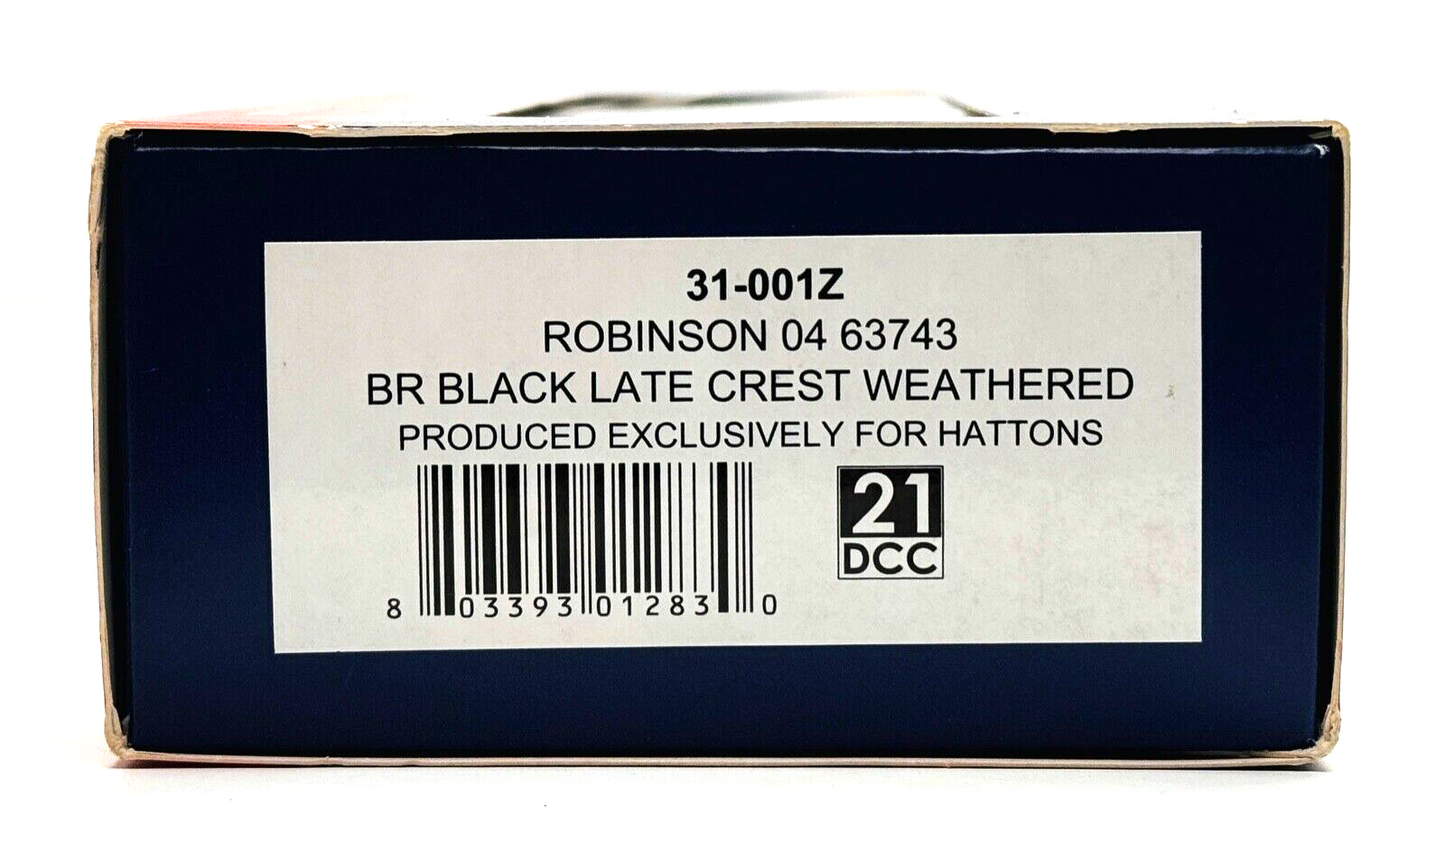 31-001Z
ROBINSON 04 63743
BR BLACK LATE CREST WEATHERED
PRODUCED EXCLUSIVELY FOR HATTONS
21
DCC
8 03393 01283 0